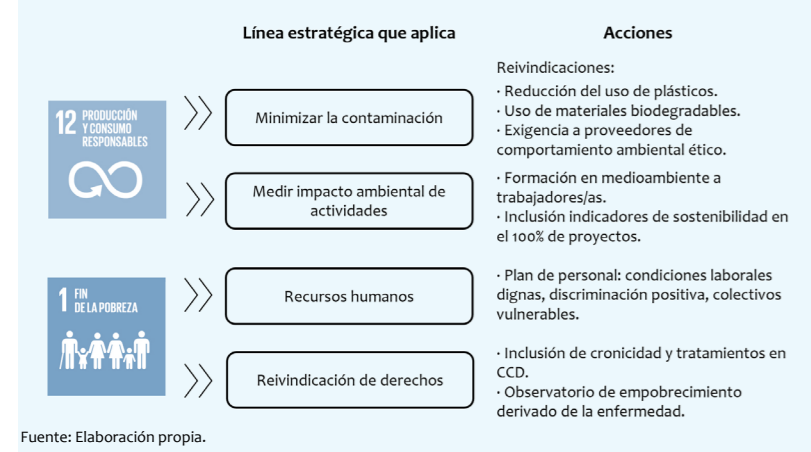 Línea estratégica que aplica
Acciones
12 PRODUCCIÓN
Y CONSUMO
RESPONSABLES
Minimizar la contaminación
Reivindicaciones:
· Reducción del uso de plásticos.
· Uso de materiales biodegradables.
· Exigencia a proveedores de
comportamiento ambiental ético.
Medir impacto ambiental de
actividades
· Formación en medioambiente a
trabajadores/as.
· Inclusión indicadores de sostenibilidad en
el 100% de proyectos.
1 FIN
DE LA POBREZA
Recursos humanos
· Plan de personal: condiciones laborales
dignas, discriminación positiva, colectivos
vulnerables.
Reivindicación de derechos
· Inclusión de cronicidad y tratamientos en
CCD.
· Observatorio de empobrecimiento
derivado de la enfermedad.
Fuente: Elaboración propia.